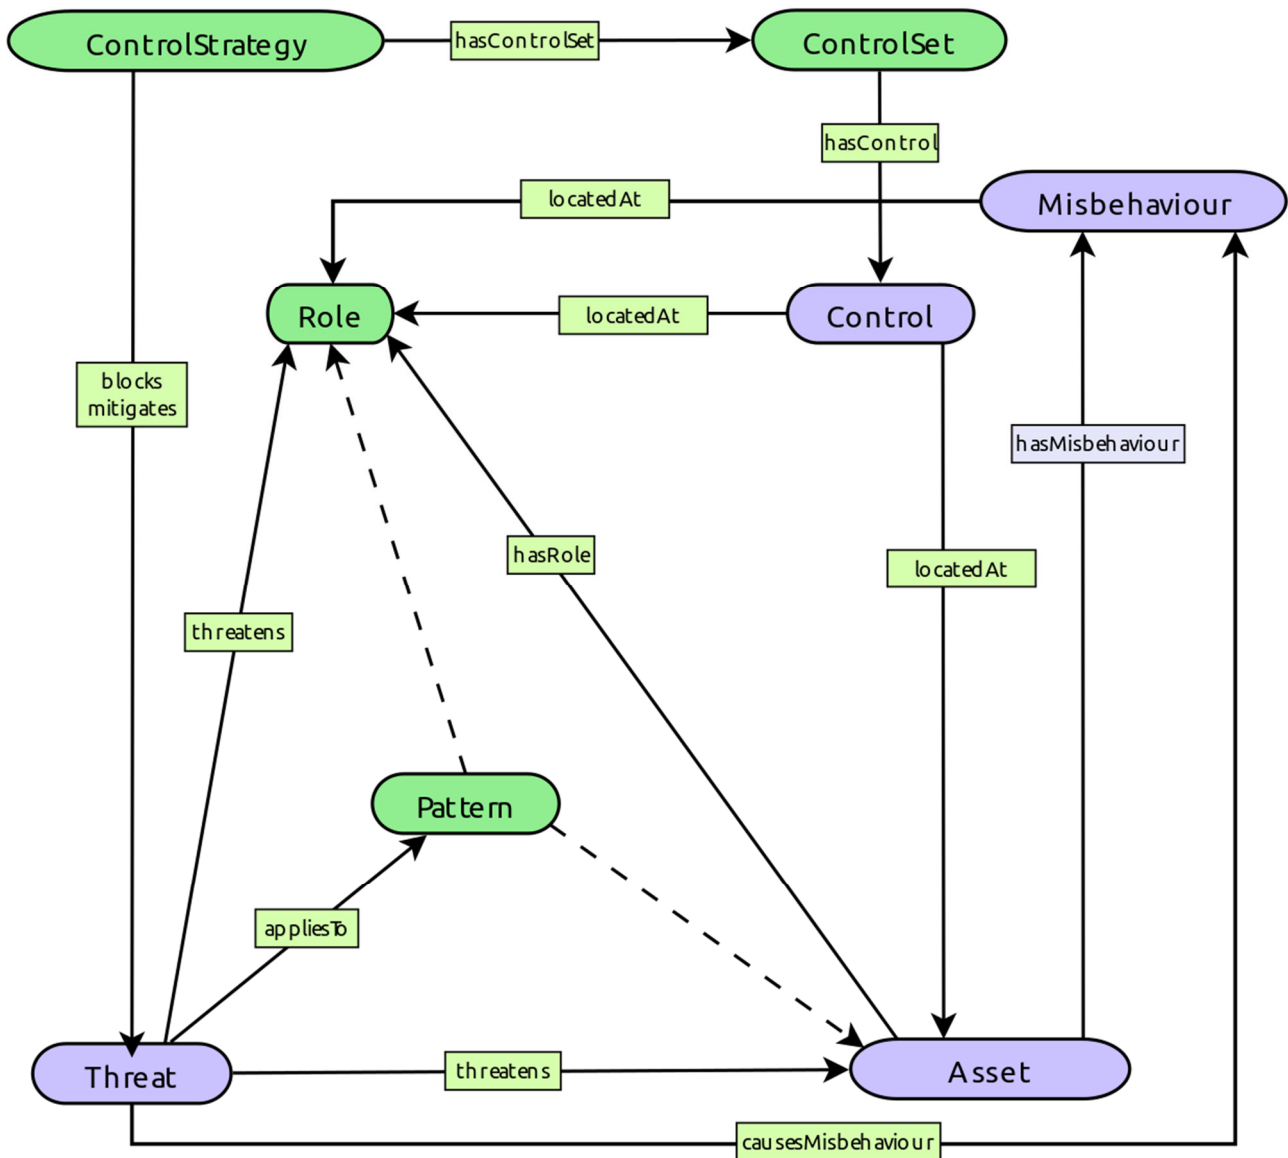 ControlStrategy
hasControlSet
ControlSet
hasControl
locatedAt
Misbehaviour
Role
locatedAt
Control
blocks
mitigates
hasMisbehaviour
hasRole
locatedAt
threatens
Pattern
appliesTo
Threat
threatens
Asset
causesMisbehaviour